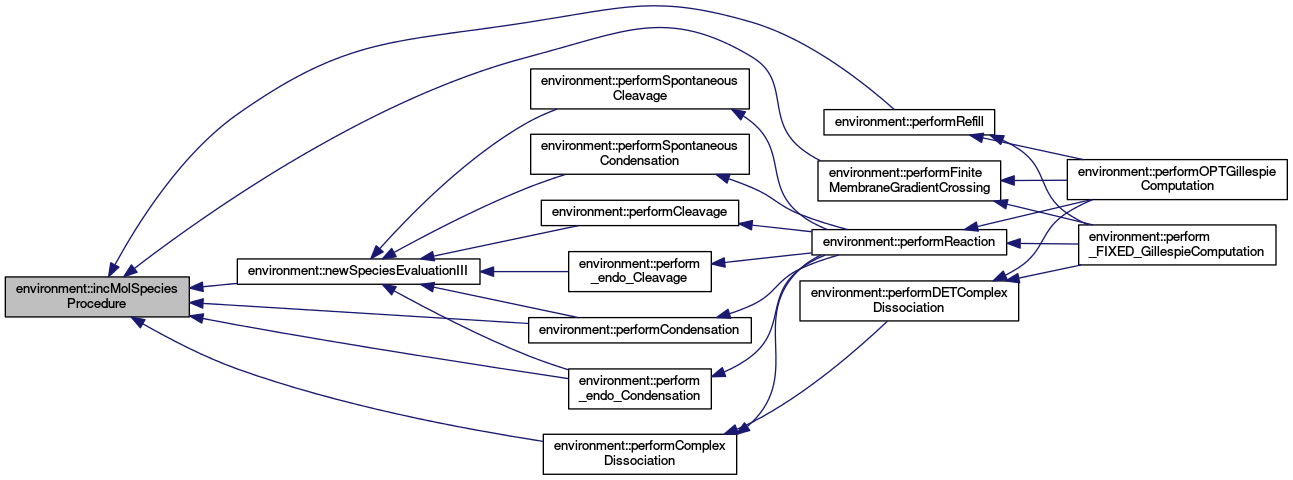 environment::performSpontaneous
Cleavage
environment::performRefill
environment::performSpontaneous
Condensation
environment::performFinite
MembraneGradientCrossing
environment::performOPTGillespie
Computation
environment::performCleavage
environment::performReaction
environment::perform
_FIXED_GillespieComputation
environment::newSpeciesEvaluationIII
environment::perform
_endo_Cleavage
environment::incMolSpecies
Procedure
environment::performDETComplex
Dissociation
environment::performCondensation
environment::perform
_endo_Condensation
environment::performComplex
Dissociation